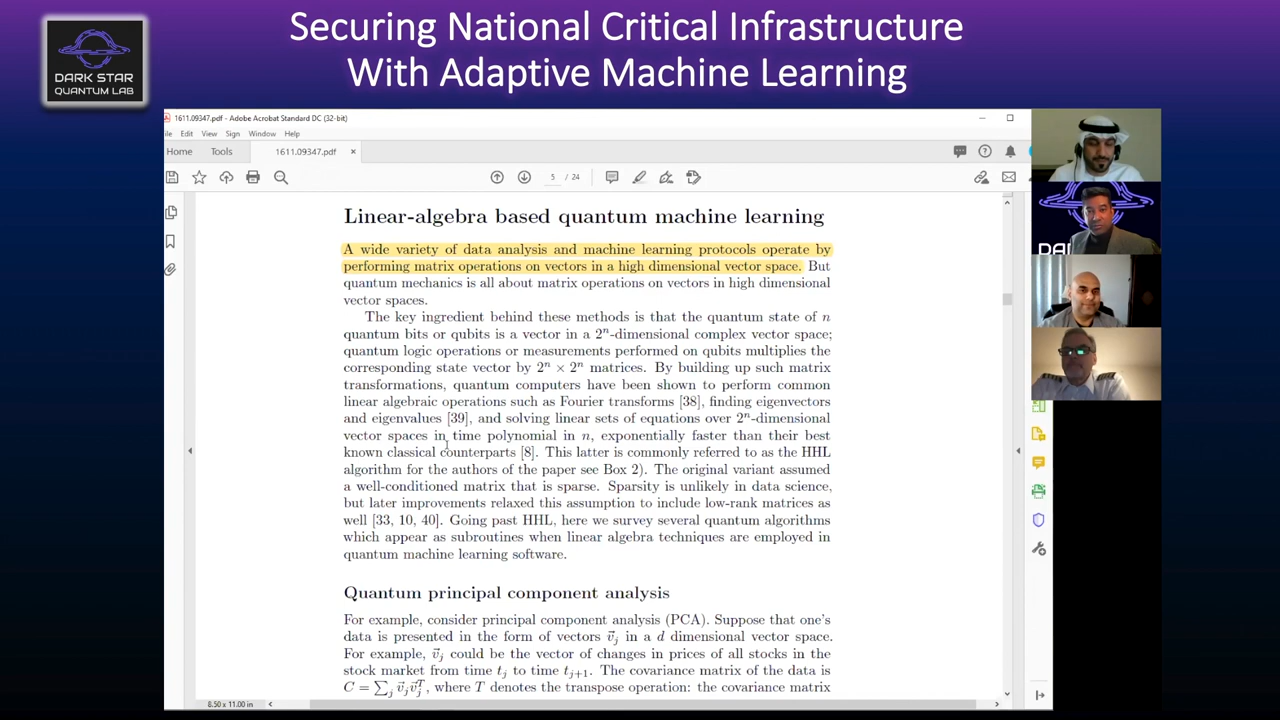 Securing National Critical Infrastructure
With Adaptive Machine Learning
DARK STAR
QUANTUM LAB
1611.09347.pdf - Adobe Acrobat Standard DC (32-bit)
Edit View Sign Window Help
Home Tools 1611.09347.pdf ×
5 / 24
Linear-algebra based quantum machine learning
A wide variety of data analysis and machine learning protocols operate by
performing matrix operations on vectors in a high dimensional vector space. But
quantum mechanics is all about matrix operations on vectors in high dimensional
vector spaces.
The key ingredient behind these methods is that the quantum state of n
quantum bits or qubits is a vector in a 2ⁿ-dimensional complex vector space;
quantum logic operations or measurements performed on qubits multiplies the
corresponding state vector by 2ⁿ × 2ⁿ matrices. By building up such matrix
transformations, quantum computers have been shown to perform common
linear algebraic operations such as Fourier transforms [38], finding eigenvectors
and eigenvalues [39], and solving linear sets of equations over 2ⁿ-dimensional
vector spaces in time polynomial in n, exponentially faster than their best
known classical counterparts [8]. This latter is commonly referred to as the HHL
algorithm for the authors of the paper see Box 2). The original variant assumed
a well-conditioned matrix that is sparse. Sparsity is unlikely in data science,
but later improvements relaxed this assumption to include low-rank matrices as
well [33, 10, 40]. Going past HHL, here we survey several quantum algorithms
which appear as subroutines when linear algebra techniques are employed in
quantum machine learning software.
Quantum principal component analysis
For example, consider principal component analysis (PCA). Suppose that one's
data is presented in the form of vectors v⃗ⱼ in a d dimensional vector space.
For example, v⃗ⱼ could be the vector of changes in prices of all stocks in the
stock market from time tⱼ to time tⱼ₊₁. The covariance matrix of the data is
C = ∑ⱼ v⃗ⱼv⃗ⱼᵀ, where T denotes the transpose operation: the covariance matrix
8.50 x 11.00 in